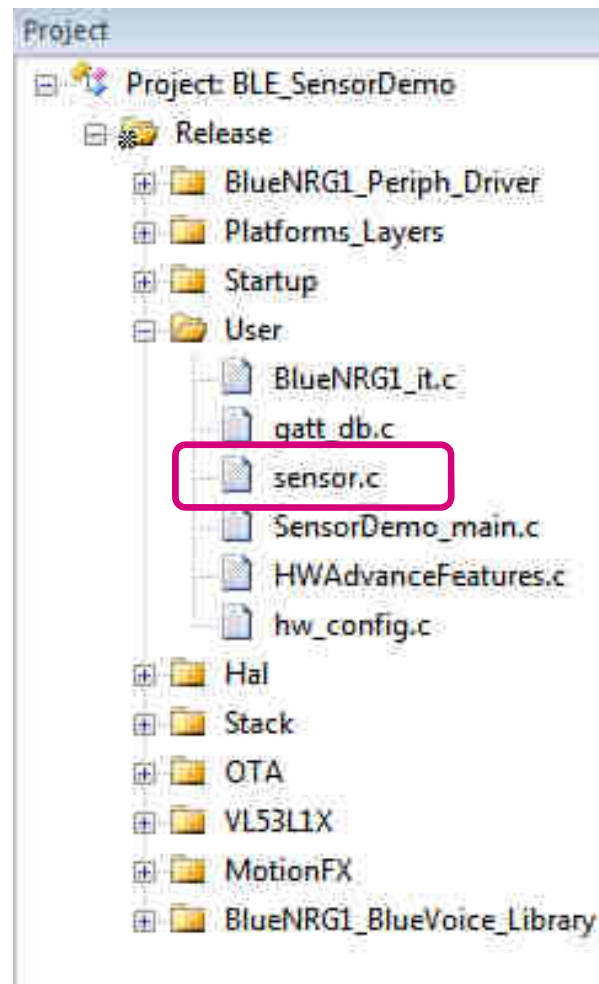 Project
Project: BLE_SensorDemo
Release
BlueNRG1_Periph_Driver
Platforms_Layers
Startup
User
BlueNRG1_it.c
gatt_db.c
sensor.c
SensorDemo_main.c
HWAdvanceFeatures.c
hw_config.c
Hal
Stack
OTA
VL53L1X
MotionFX
BlueNRG1_BlueVoice_Library